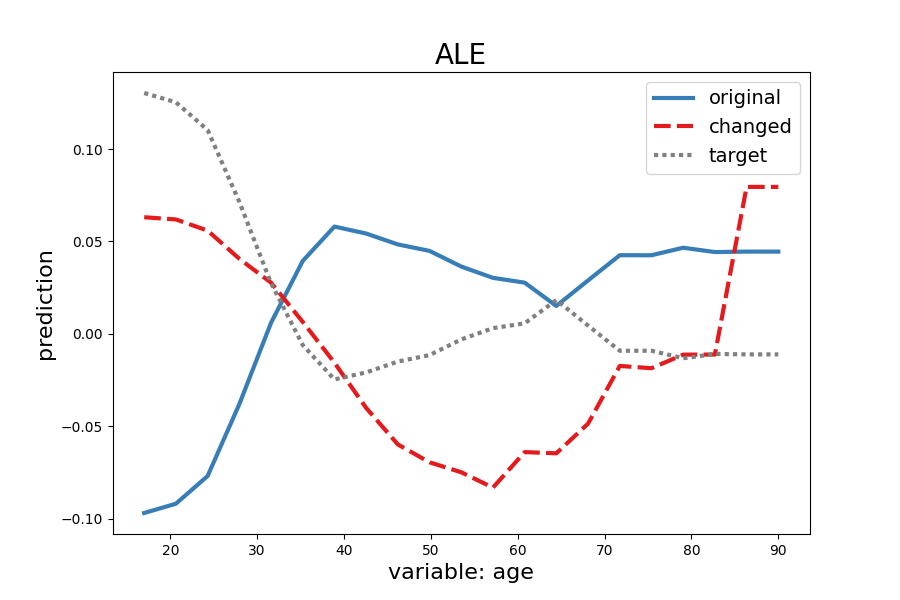 ALE
original
changed
target
prediction
0.10
0.05
0.00
−0.05
−0.10
20 30 40 50 60 70 80 90
variable: age